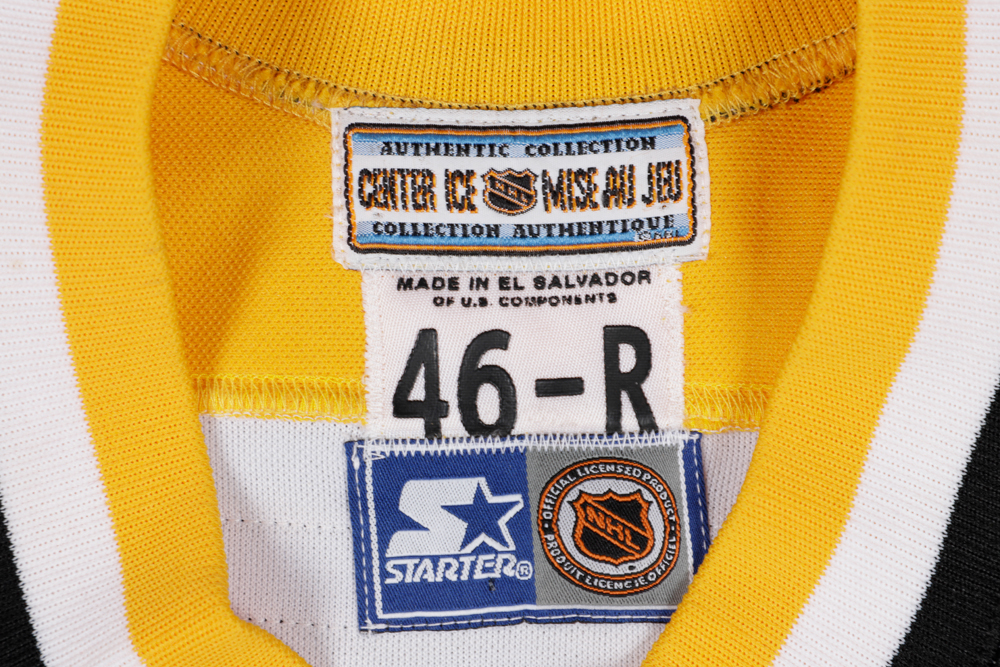 AUTHENTIC COLLECTION
CENTER ICE NHL MISE AU JEU
COLLECTION AUTHENTIQUE
MADE IN EL SALVADOR
OF U.S. COMPONENTS
46-R
STARTER®
OFFICIAL LICENSED PRODUCT
NHL
PRODUIT LICENCIE OFFICIEL